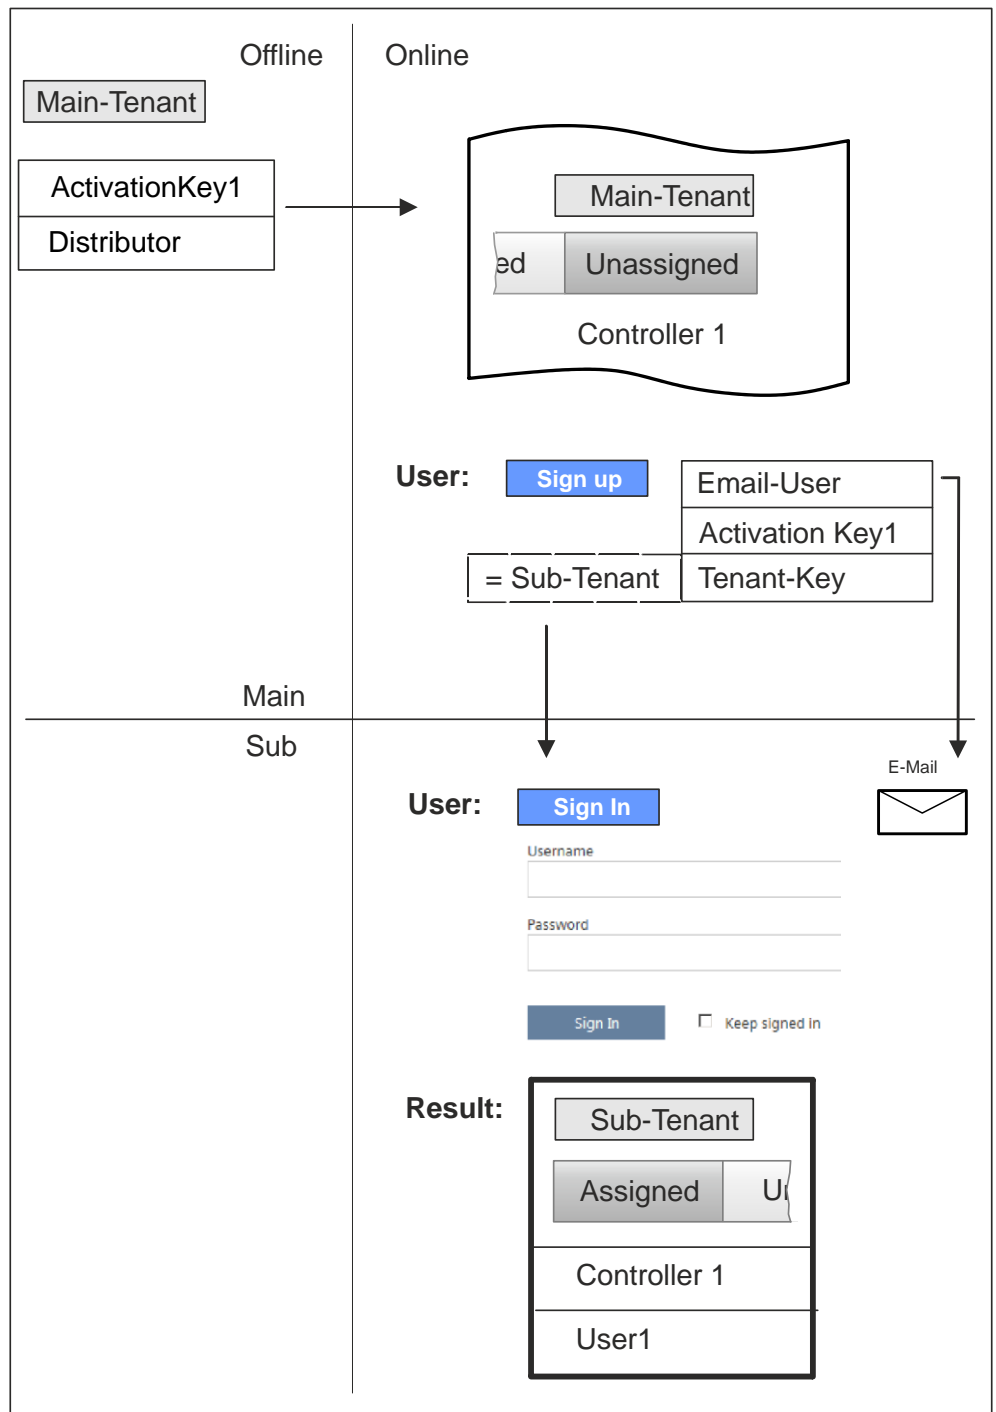 Offline
Online
Main-Tenant
ActivationKey1
Distributor
Main-Tenant
ed
Unassigned
Controller 1
User:
Sign up
Email-User
Activation Key1
= Sub-Tenant
Tenant-Key
Main
Sub
E-Mail
User:
Sign In
Username
Password
Sign In
Keep signed in
Result:
Sub-Tenant
Assigned
Controller 1
User1